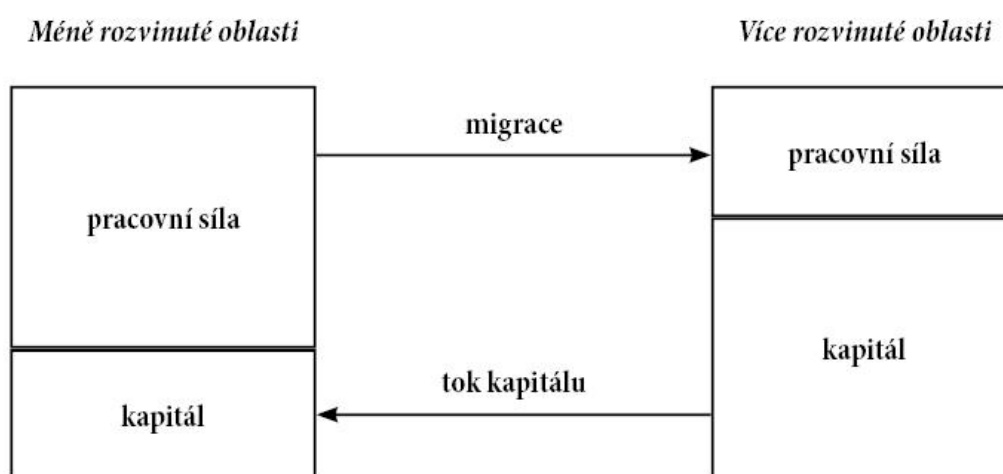 Méně rozvinuté oblasti
Více rozvinuté oblasti
migrace
pracovní síla
pracovní síla
kapitál
tok kapitálu
kapitál